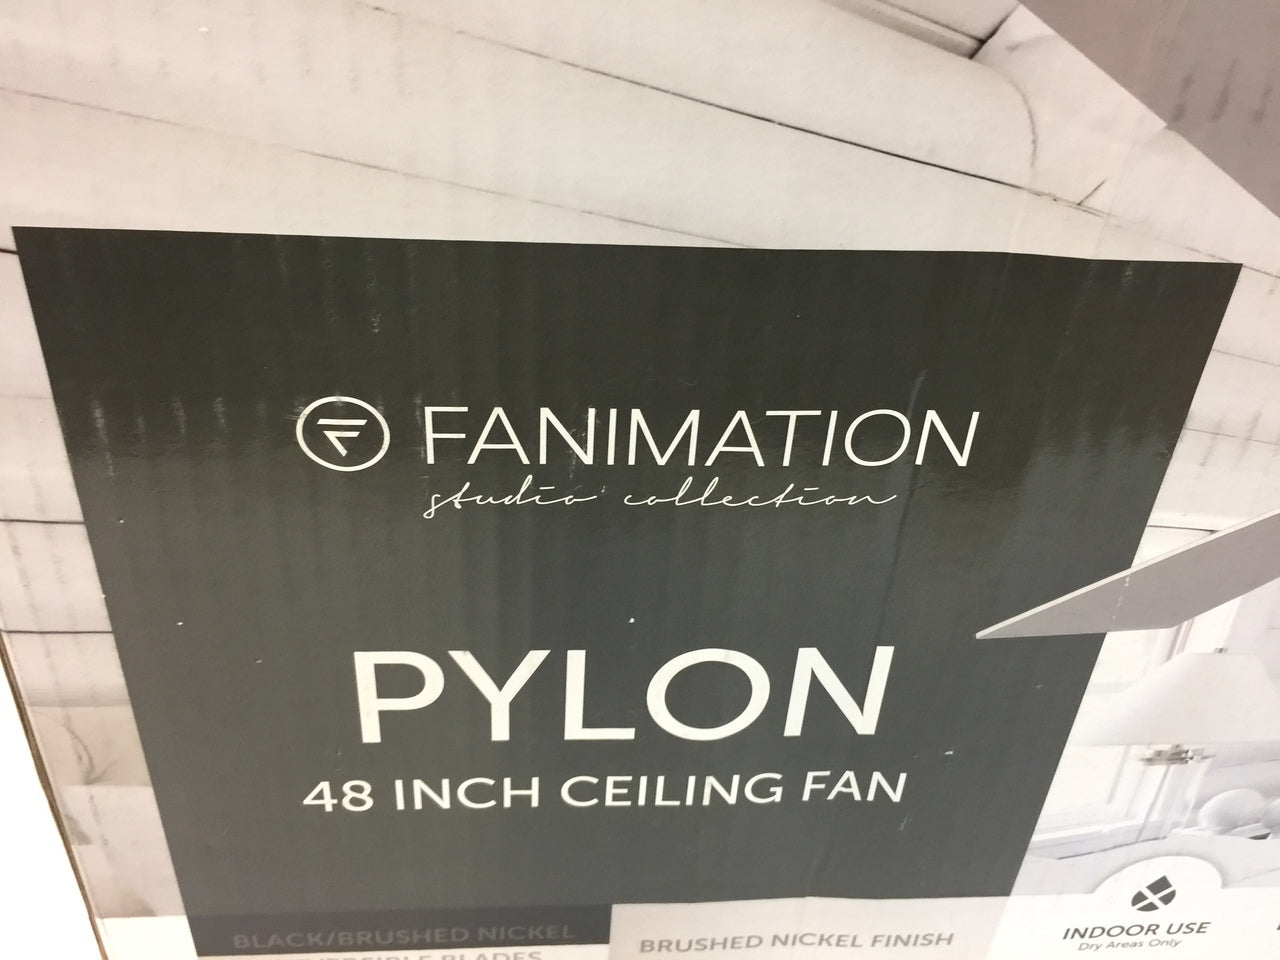 FANIMATION
studio collection
PYLON
48 INCH CEILING FAN
BLACK/BRUSHED NICKEL
BLADES
BRUSHED NICKEL FINISH
INDOOR USE
Dry Areas Only